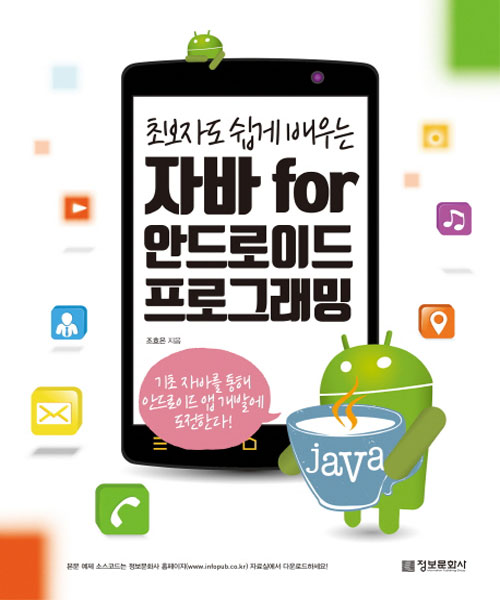 초보자도 쉽게 배우는
자바 for
안드로이드
프로그래밍
조효은 지음
기초 자바를 통해
안드로이드 앱 개발에
도전한다!
java
본문 예제 소스코드는 정보문화사 홈페이지(www.infopub.co.kr) 자료실에서 다운로드하세요!
정보문화사